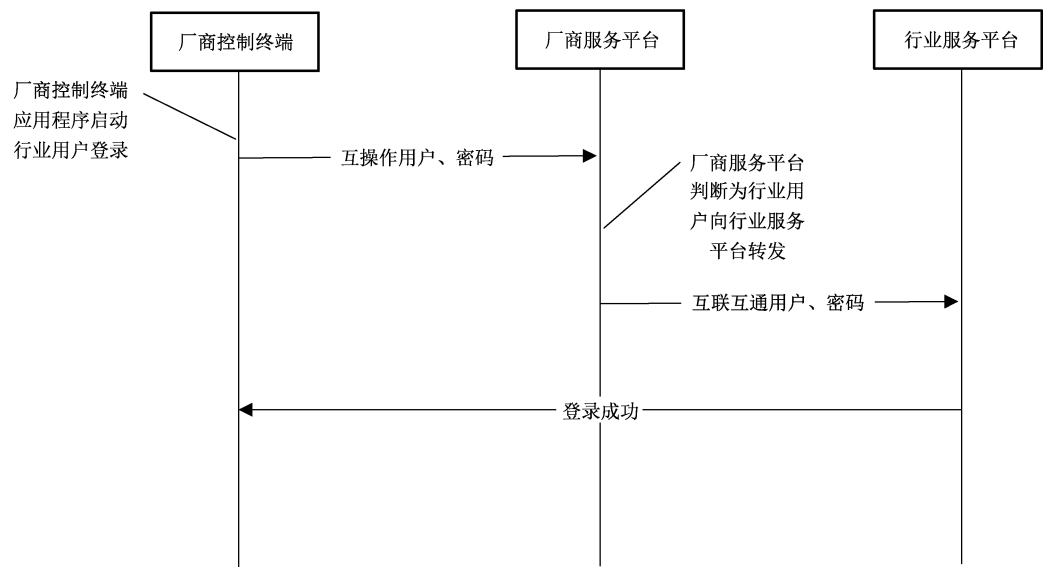 厂商控制终端
厂商服务平台
行业服务平台
厂商控制终端
应用程序启动
行业用户登录
互操作用户、密码
厂商服务平台
判断为行业用
户向行业服务
平台转发
互联互通用户、密码
登录成功